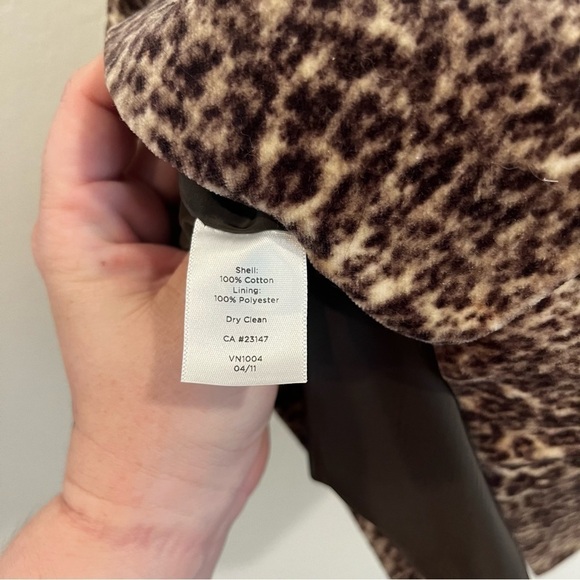 Shell:
100% Cotton
Lining:
100% Polyester
Dry Clean
CA #23147
VN1004
04/11